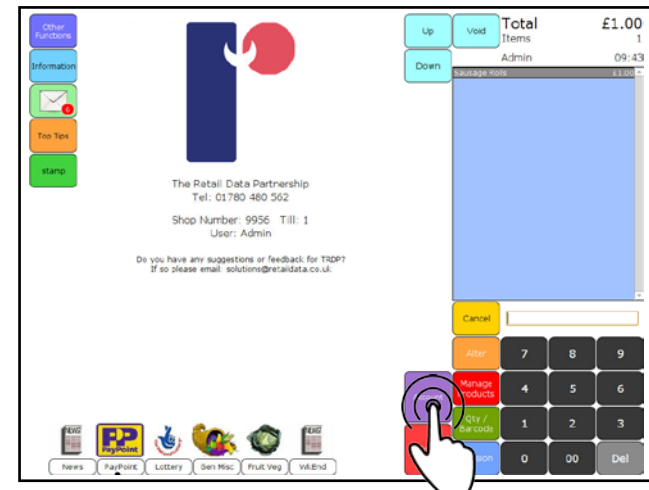 Other
Functions
Information
6
Top Tips
stamp
The Retail Data Partnership
Tel: 01780 480 562
Shop Number: 9956 Till: 1
User: Admin
Do you have any suggestions or feedback for TRDP?
If so please email: solutions@retaildata.co.uk
NEWS
PP
PayPoint
NEWS
News
PayPoint
Lottery
Gen Misc
Fruit Veg
WkEnd
Up
Void
Total £1.00
Items 1
Down
Admin 09:43
Sausage Rolls £1.00
Cancel
Alter
7
8
9
Manage
Products
4
5
6
Qty /
Barcode
1
2
3
0
00
Del